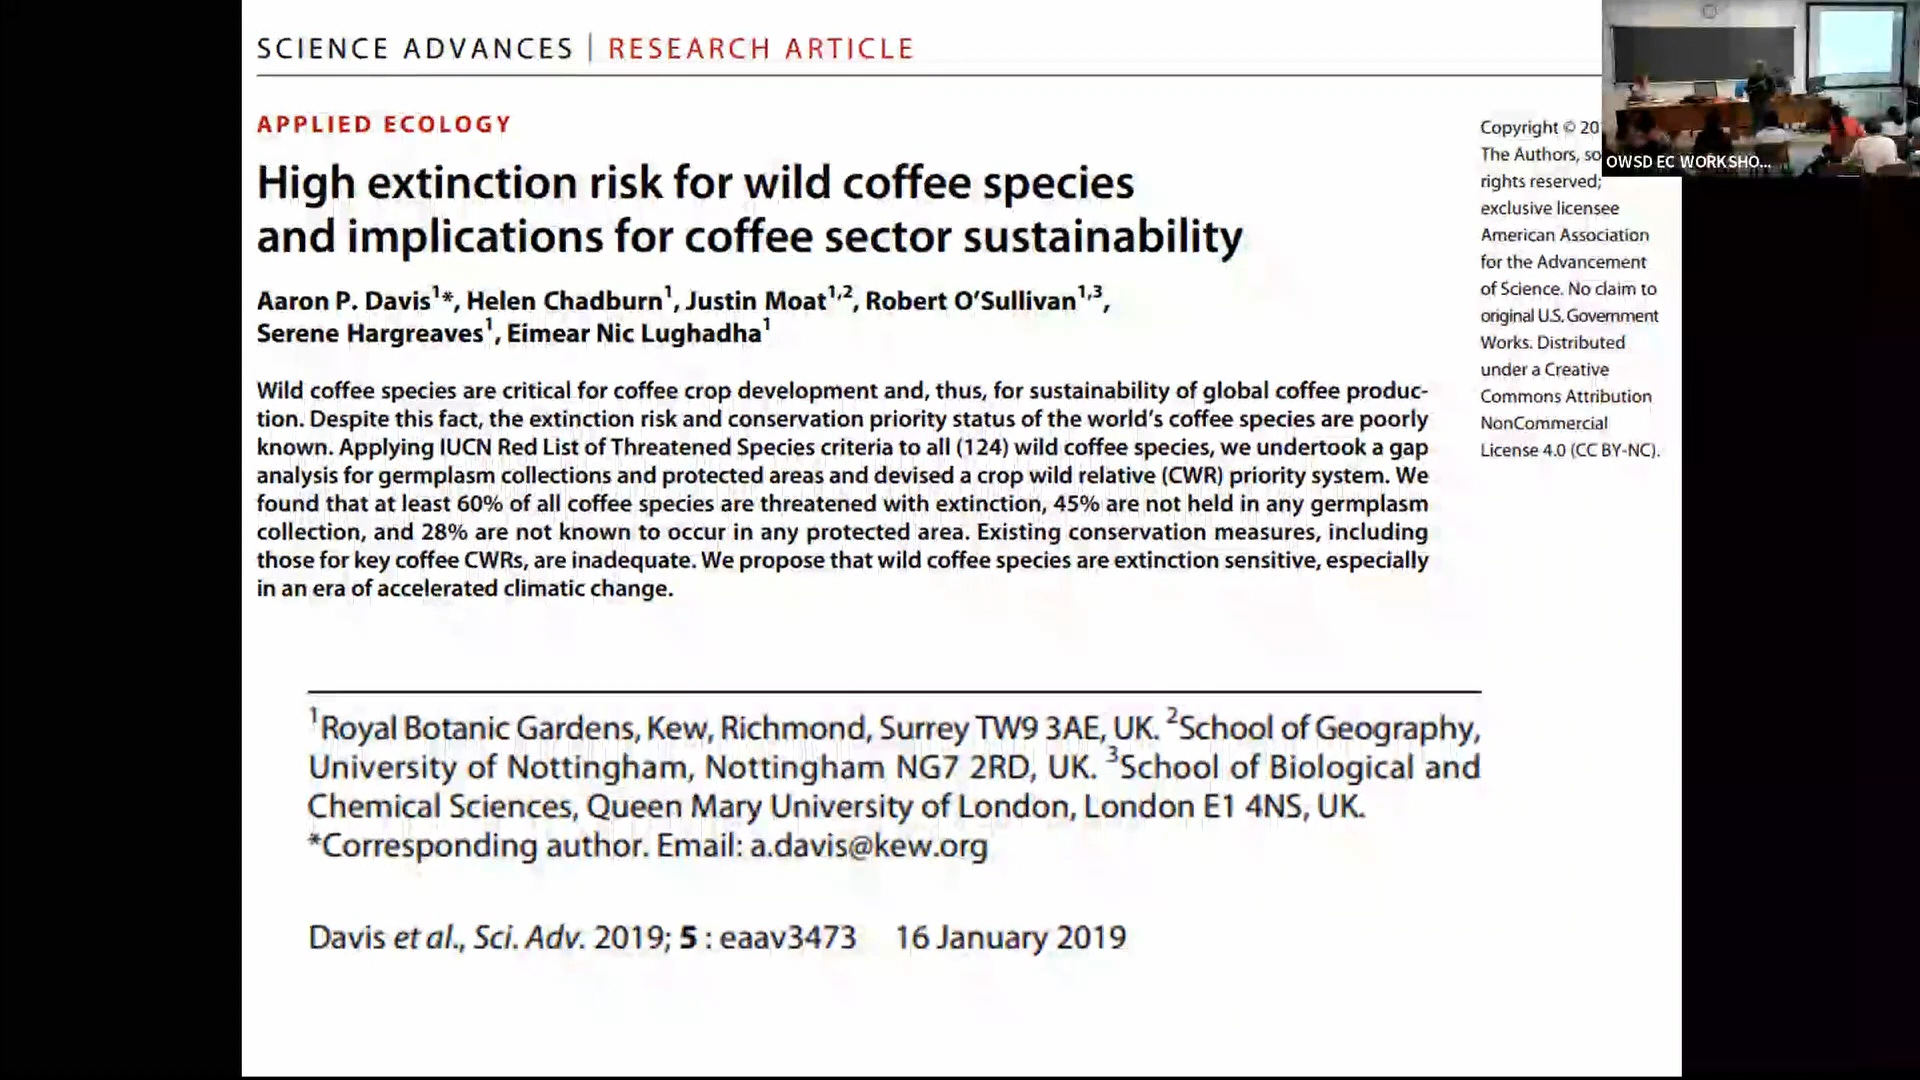 SCIENCE ADVANCES | RESEARCH ARTICLE
APPLIED ECOLOGY
High extinction risk for wild coffee species
and implications for coffee sector sustainability
Aaron P. Davis1*, Helen Chadburn1, Justin Moat1,2, Robert O’Sullivan1,3,
Serene Hargreaves1, Eimear Nic Lughadha1
Wild coffee species are critical for coffee crop development and, thus, for sustainability of global coffee produc-
tion. Despite this fact, the extinction risk and conservation priority status of the world’s coffee species are poorly
known. Applying IUCN Red List of Threatened Species criteria to all (124) wild coffee species, we undertook a gap
analysis for germplasm collections and protected areas and devised a crop wild relative (CWR) priority system. We
found that at least 60% of all coffee species are threatened with extinction, 45% are not held in any germplasm
collection, and 28% are not known to occur in any protected area. Existing conservation measures, including
those for key coffee CWRs, are inadequate. We propose that wild coffee species are extinction sensitive, especially
in an era of accelerated climatic change.
Copyright © 20
The Authors, so
rights reserved;
exclusive licensee
American Association
for the Advancement
of Science. No claim to
original U.S. Government
Works. Distributed
under a Creative
Commons Attribution
NonCommercial
License 4.0 (CC BY-NC).
OWSD EC WORKSHO...
1Royal Botanic Gardens, Kew, Richmond, Surrey TW9 3AE, UK. 2School of Geography,
University of Nottingham, Nottingham NG7 2RD, UK. 3School of Biological and
Chemical Sciences, Queen Mary University of London, London E1 4NS, UK.
*Corresponding author. Email: a.davis@kew.org
Davis et al., Sci. Adv. 2019; 5 : eaav3473 16 January 2019